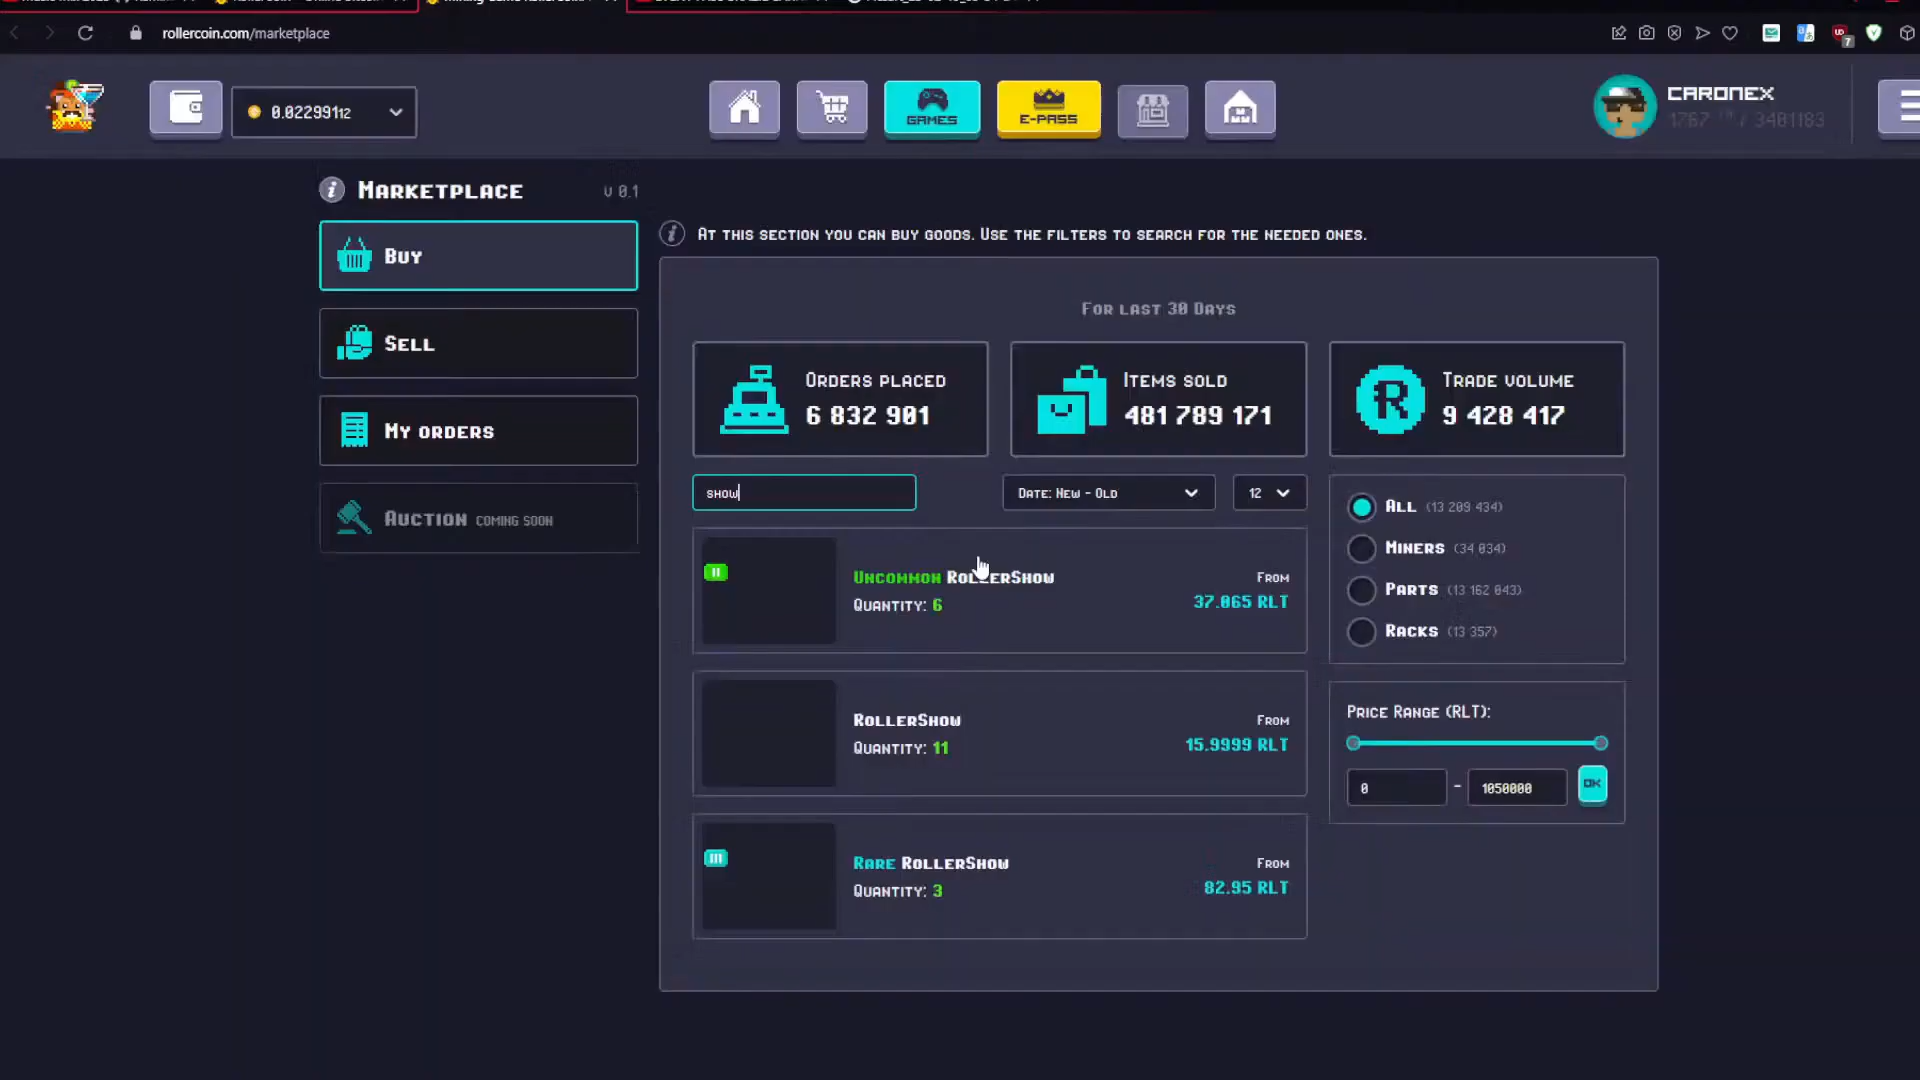 rollercoin.com/marketplace
7
0.02299112
GAMES
E-PASS
CARONEX
Marketplace
v 0.1
Buy
Sell
My orders
Auction coming soon
At this section you can buy goods. Use the filters to search for the needed ones.
For last 30 Days
Orders placed
6 832 901
Items sold
481 789 171
Trade volume
9 428 417
show
Date: New - Old
12
Uncommon RollerShow
Quantity: 6
From
37.065 RLT
RollerShow
Quantity: 11
From
15.9999 RLT
Rare RollerShow
Quantity: 3
From
82.95 RLT
All (13 209 434)
Miners (34 034)
Parts (13 162 043)
Racks (13 357)
Price Range (RLT):
0 - 1050000
OK